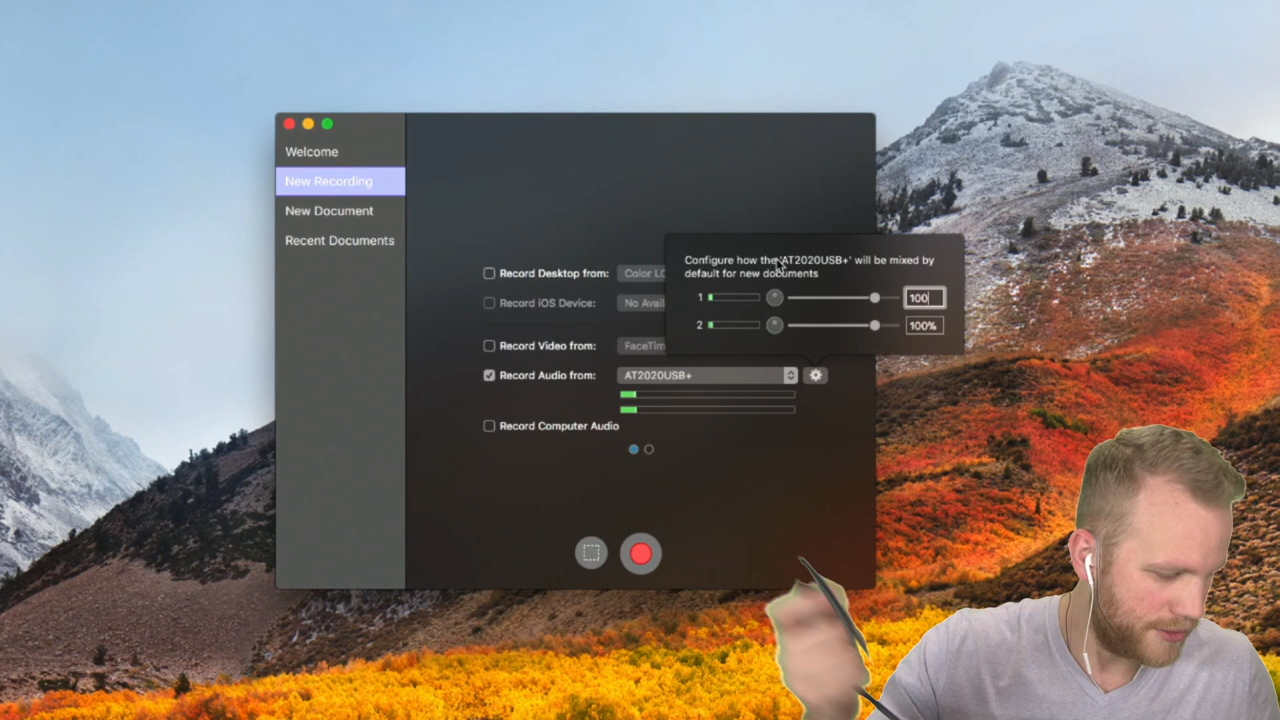 Welcome
New Recording
New Document
Recent Documents
Record Desktop from:
Color LC
Record iOS Device:
No Avail
Record Video from:
FaceTim
Record Audio from:
AT2020USB+
Record Computer Audio
Configure how the 'AT2020USB+' will be mixed by
default for new documents
1
100
2
100%